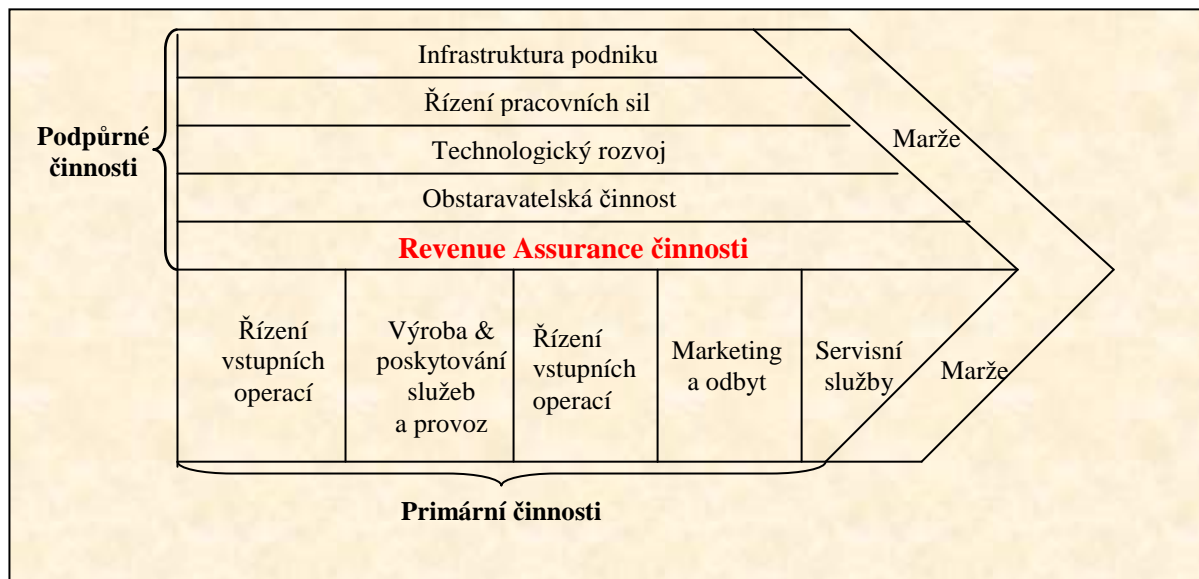 Infrastruktura podniku
Řízení pracovních sil
Podpůrné
činnosti
Technologický rozvoj
Marže
Obstaravatelská činnost
Revenue Assurance činnosti
Řízení
vstupních
operací
Výroba &
poskytování
služeb
a provoz
Řízení
vstupních
operací
Marketing
a odbyt
Servisní
služby
Marže
Primární činnosti